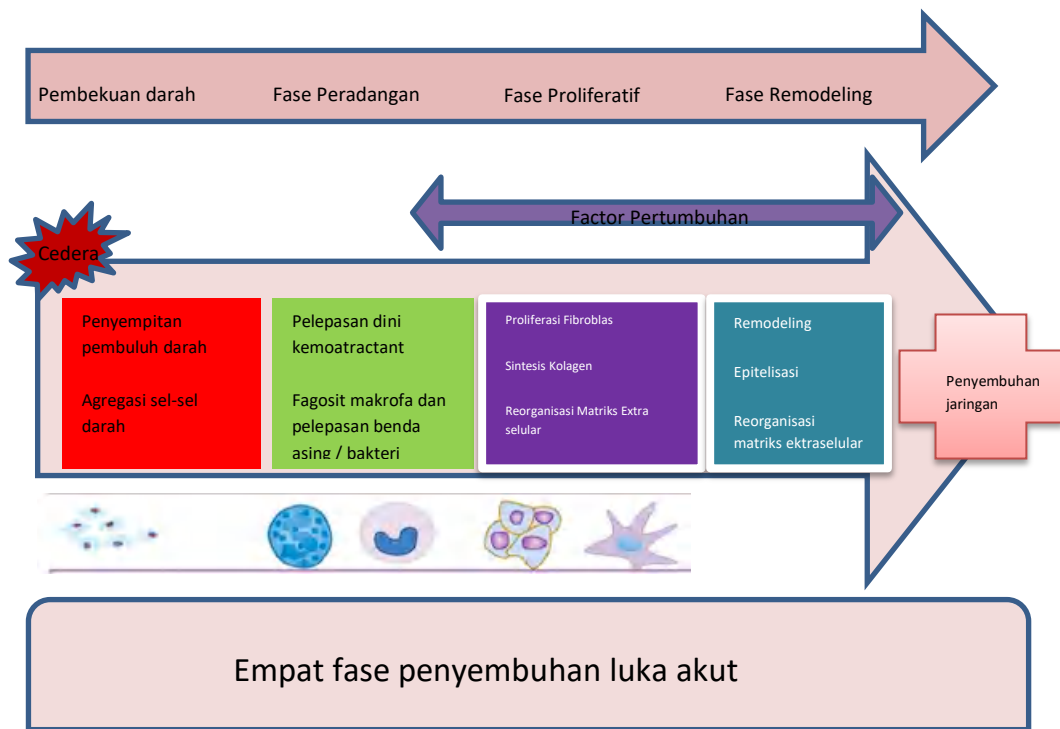 Pembekuan darah
Fase Peradangan
Fase Proliferatif
Fase Remodeling
Factor Pertumbuhan
Cedera
Penyempitan
pembuluh darah
Agregasi sel-sel
darah
Pelepasan dini
kemoatractant
Fagosit makrofa dan
pelepasan benda
asing / bakteri
Proliferasi Fibroblas
Sintesis Kolagen
Reorganisasi Matriks Extra
selular
Remodeling
Epitelisasi
Reorganisasi
matriks ektraselular
Penyembuhan
jaringan
Empat fase penyembuhan luka akut